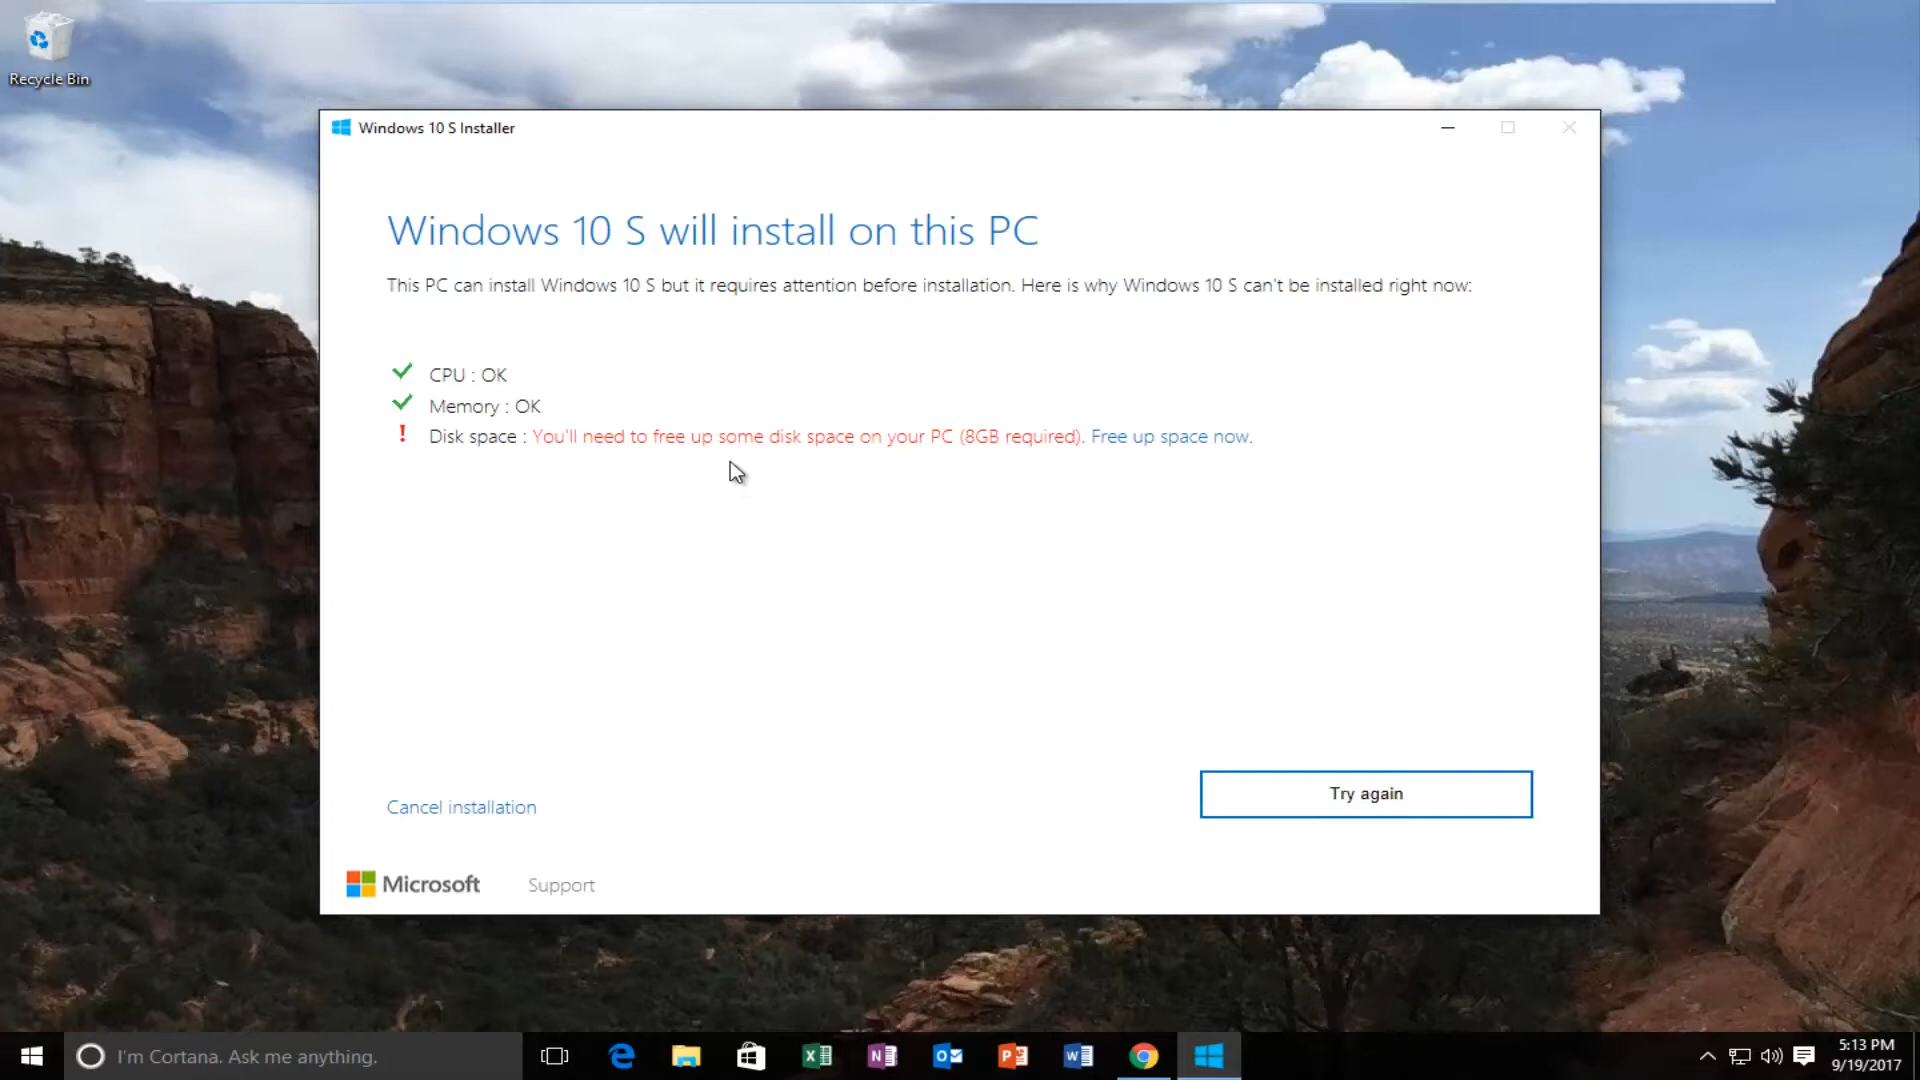 Recycle Bin
Windows 10 S Installer
Windows 10 S will install on this PC
This PC can install Windows 10 S but it requires attention before installation. Here is why Windows 10 S can't be installed right now:
CPU : OK
Memory : OK
! Disk space : You'll need to free up some disk space on your PC (8GB required). Free up space now.
Cancel installation
Try again
Microsoft
Support
I'm Cortana. Ask me anything.
5:13 PM
9/19/2017